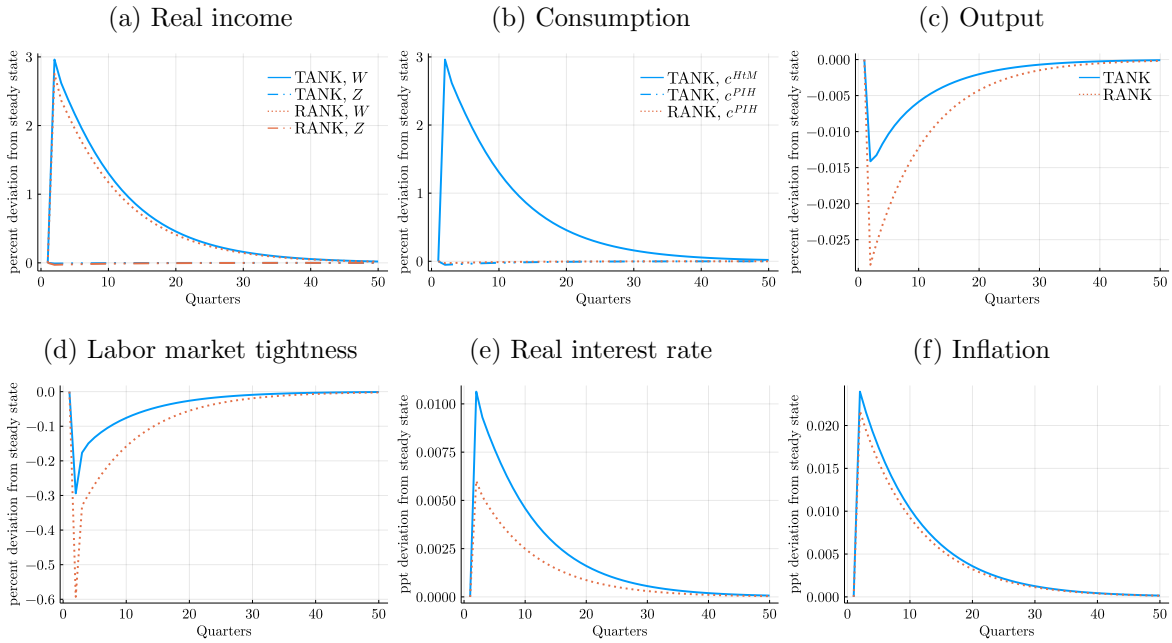 (a) Real income
percent deviation from steady state
3
2
1
0
TANK, W
TANK, Z
RANK, W
RANK, Z
0 10 20 30 40 50
Quarters
(b) Consumption
percent deviation from steady state
3
2
1
0
TANK, c^{HtM}
TANK, c^{PIH}
RANK, c^{PIH}
0 10 20 30 40 50
Quarters
(c) Output
percent deviation from steady state
0.000
−0.005
−0.010
−0.015
−0.020
−0.025
TANK
RANK
0 10 20 30 40 50
Quarters
(d) Labor market tightness
percent deviation from steady state
0.0
−0.1
−0.2
−0.3
−0.4
−0.5
−0.6
0 10 20 30 40 50
Quarters
(e) Real interest rate
ppt deviation from steady state
0.0100
0.0075
0.0050
0.0025
0.0000
0 10 20 30 40 50
Quarters
(f) Inflation
ppt deviation from steady state
0.020
0.015
0.010
0.005
0.000
0 10 20 30 40 50
Quarters